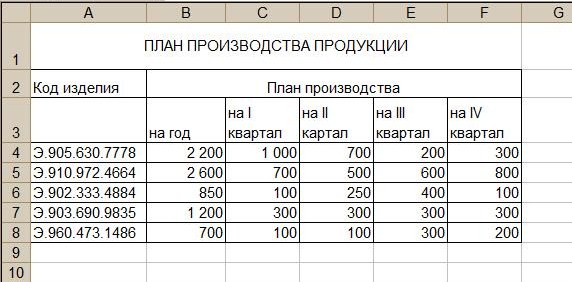 A B C D E F G
1 ПЛАН ПРОИЗВОДСТВА ПРОДУКЦИИ
2 Код изделия План производства
3 на год на I квартал на II картал на III квартал на IV квартал
4 Э.905.630.7778 2 200 1 000 700 200 300
5 Э.910.972.4664 2 600 700 500 600 800
6 Э.902.333.4884 850 100 250 400 100
7 Э.903.690.9835 1 200 300 300 300 300
8 Э.960.473.1486 700 100 100 300 200
9
10